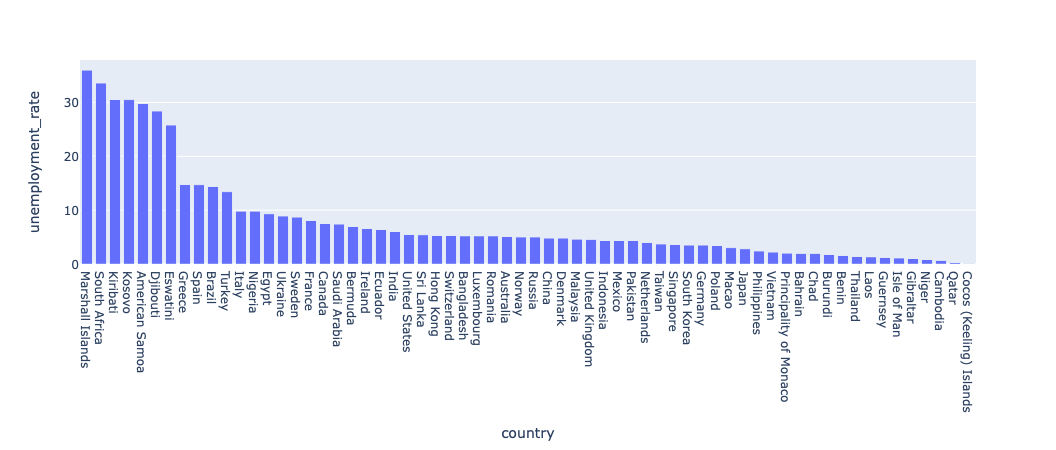 unemployment_rate
30
20
10
0
Marshall Islands
South Africa
Kiribati
Kosovo
American Samoa
Djibouti
Eswatini
Greece
Spain
Brazil
Turkey
Italy
Nigeria
Egypt
Ukraine
Sweden
France
Canada
Saudi Arabia
Bermuda
Ireland
Ecuador
India
United States
Sri Lanka
Hong Kong
Switzerland
Bangladesh
Luxembourg
Romania
Australia
Norway
Russia
China
Denmark
Malaysia
United Kingdom
Indonesia
Mexico
Pakistan
Netherlands
Taiwan
Singapore
South Korea
Germany
Poland
Macao
Japan
Philippines
Vietnam
Principality of Monaco
Bahrain
Chad
Burundi
Benin
Thailand
Laos
Guernsey
Isle of Man
Gibraltar
Niger
Cambodia
Qatar
Cocos (Keeling) Islands
country